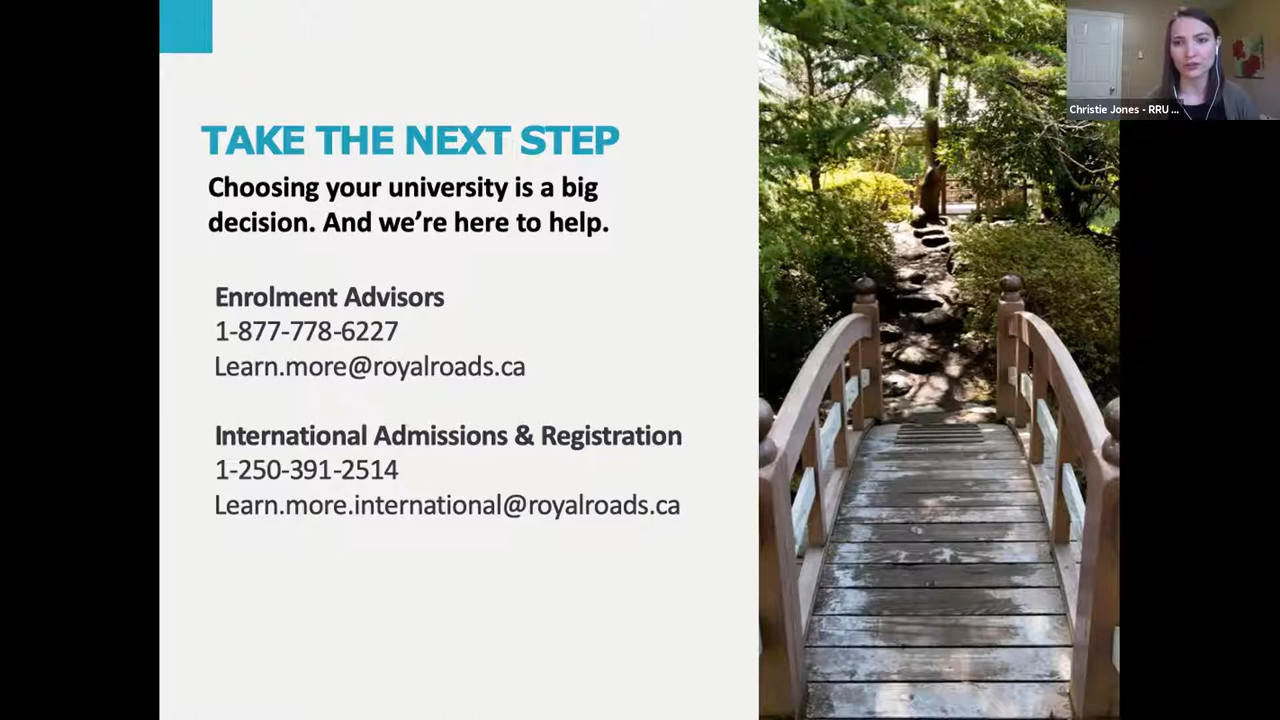 Christie Jones - RRU ...
TAKE THE NEXT STEP
Choosing your university is a big
decision. And we’re here to help.
Enrolment Advisors
1-877-778-6227
Learn.more@royalroads.ca
International Admissions & Registration
1-250-391-2514
Learn.more.international@royalroads.ca